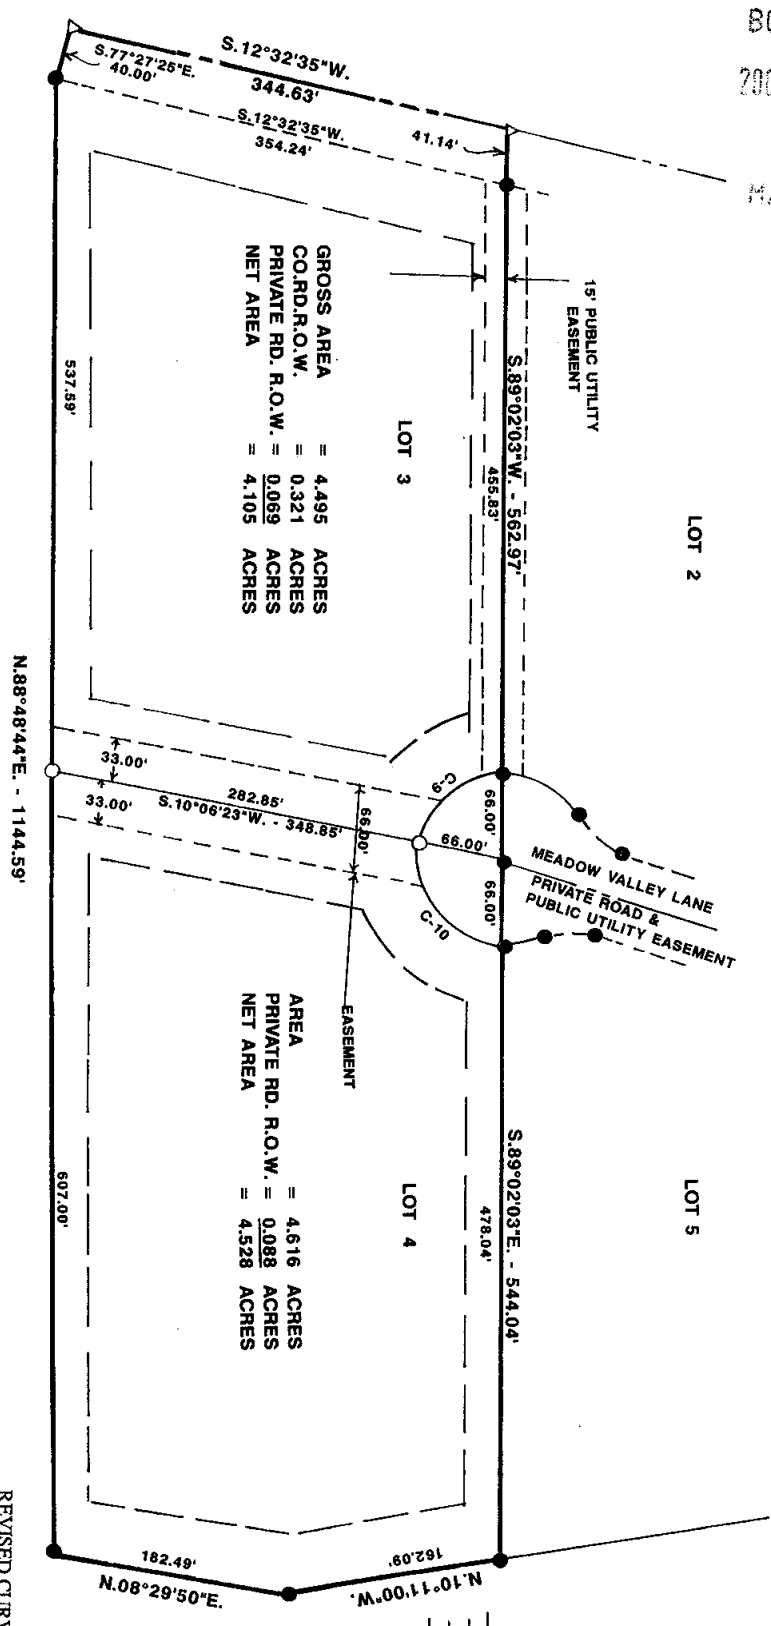 BO
200
MA
S.77°27'25"E.
40.00'
S.12°32'35"W.
344.63'
S.12°32'35"W.
354.24'
41.14'
15' PUBLIC UTILITY
EASEMENT
S.89°02'03"W. - 562.97'
455.83'
LOT 2
LOT 3
GROSS AREA = 4.495 ACRES
CO.RD.R.O.W. = 0.321 ACRES
PRIVATE RD. R.O.W. = 0.069 ACRES
NET AREA = 4.105 ACRES
537.59'
N.88°48'44"E. - 1144.59'
33.00'
33.00'
282.85'
S.10°06'23"W. - 348.85'
66.00'
C-9
66.00'
66.00'
66.00'
C-10
MEADOW VALLEY LANE
PRIVATE ROAD &
PUBLIC UTILITY EASEMENT
EASEMENT
AREA = 4.616 ACRES
PRIVATE RD. R.O.W. = 0.088 ACRES
NET AREA = 4.528 ACRES
LOT 4
LOT 5
S.89°02'03"E. - 544.04'
478.04'
607.00'
182.49'
N.08°29'50"E.
162.09'
N.10°11'00"W.
REVISED CURV